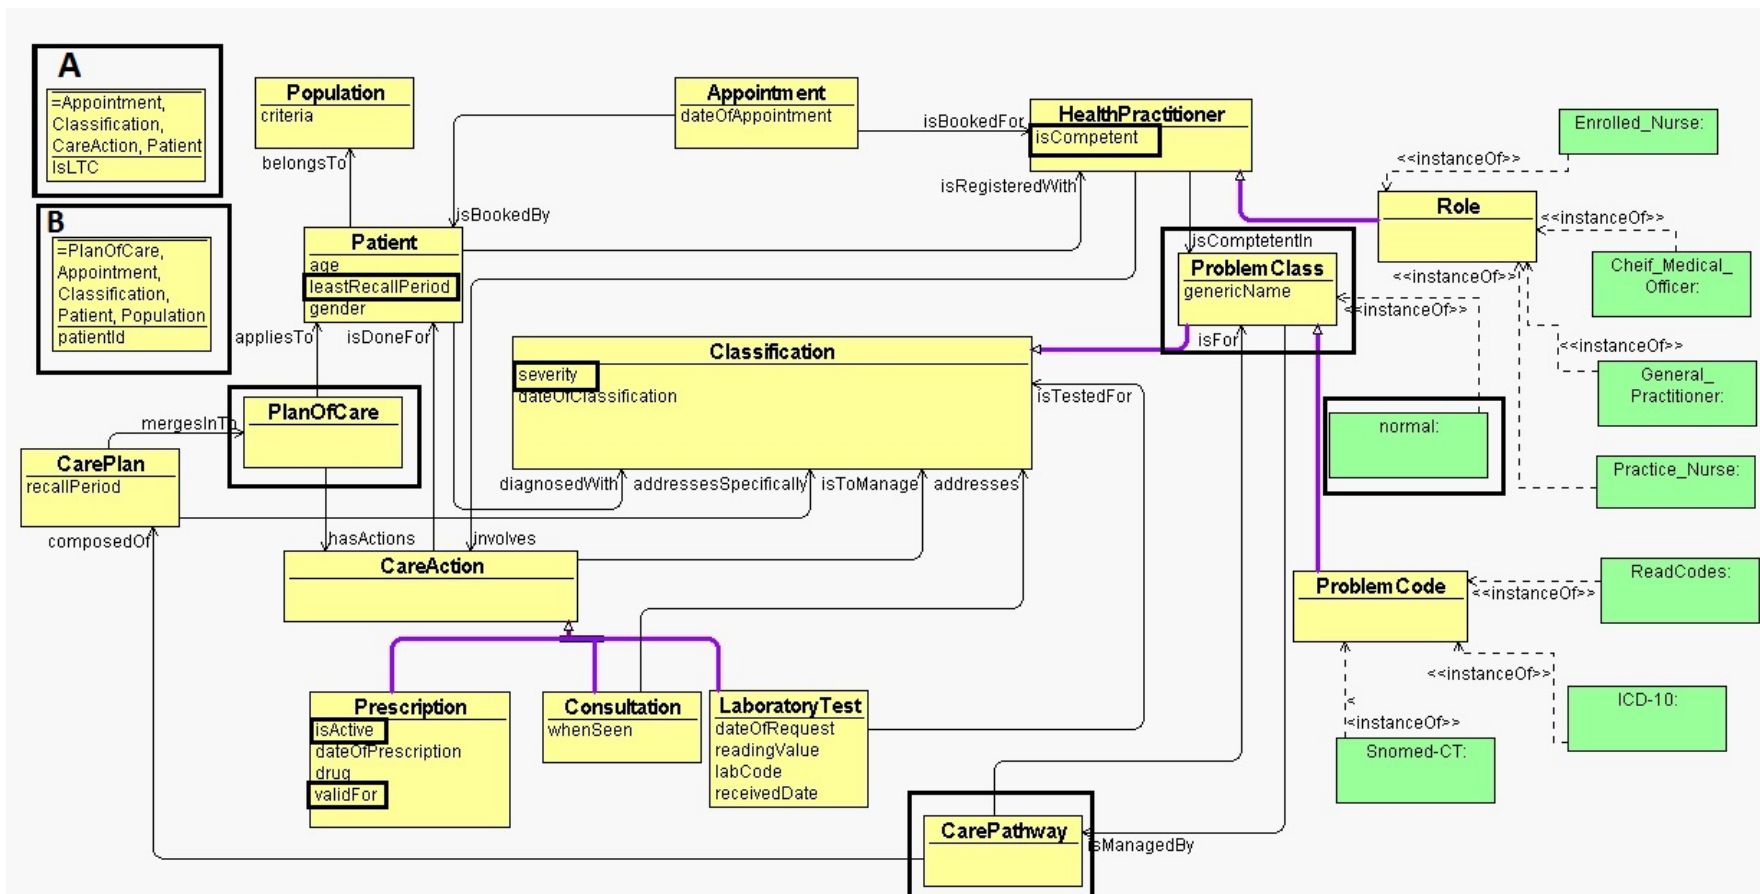 A
=Appointment,
Classification,
CareAction, Patient
IsLTC
B
=PlanOfCare,
Appointment,
Classification,
Patient, Population
patientId
Population
criteria
belongsTo
Appointment
dateOfAppointment
isBookedFor
isBookedBy
HealthPractitioner
isCompetent
isRegisteredWith
isComptetentIn
Enrolled_Nurse:
<<instanceOf>>
Role
<<instanceOf>>
<<instanceOf>>
Cheif_Medical_
Officer:
Patient
age
leastRecallPeriod
gender
appliesTo
isDoneFor
ProblemClass
genericName
<<instanceOf>>
isFor
<<instanceOf>>
General_
Practitioner:
Classification
severity
dateOfClassification
isTestedFor
PlanOfCare
mergesInTo
normal:
Practice_Nurse:
CarePlan
recallPeriod
composedOf
diagnosedWith
addressesSpecifically
isToManage
addresses
hasActions
involves
CareAction
ProblemCode
<<instanceOf>>
ReadCodes:
<<instanceOf>>
ICD-10:
<
<instanceOf>>
Snomed-CT:
Prescription
isActive
dateOfPrescription
drug
validFor
Consultation
whenSeen
LaboratoryTest
dateOfRequest
readingValue
labCode
receivedDate
CarePathway
isManagedBy